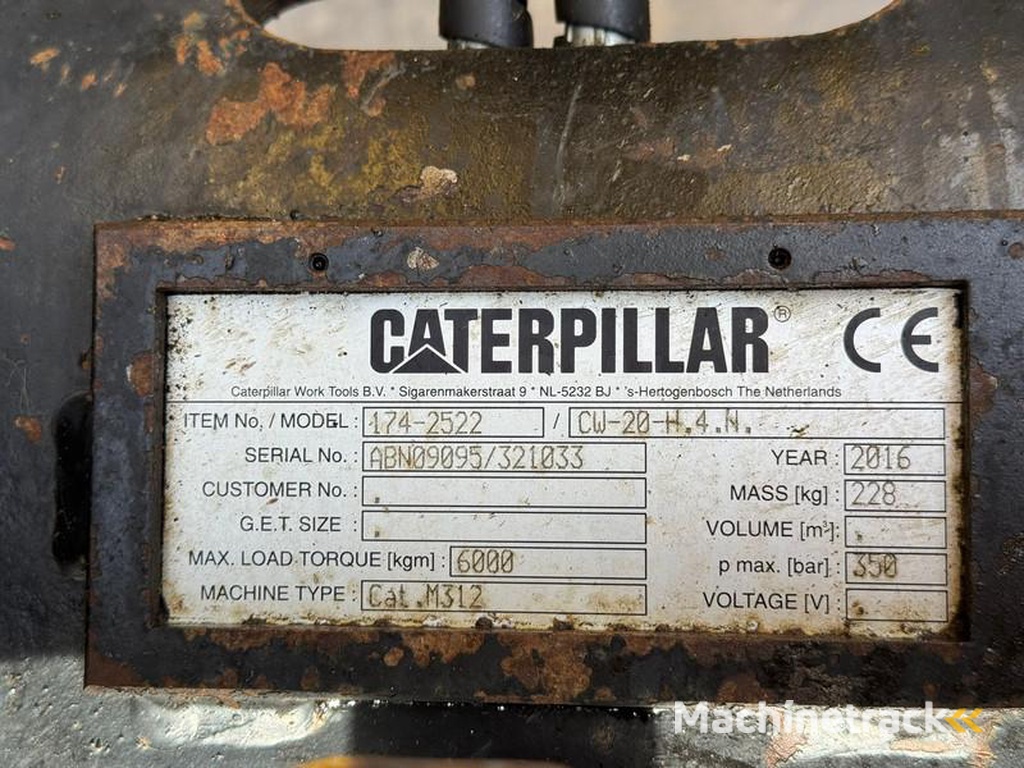 CATERPILLAR® CE
Caterpillar Work Tools B.V. * Sigarenmakerstraat 9 * NL-5232 BJ * 's-Hertogenbosch The Netherlands
ITEM No. / MODEL : 174-2522 / CW-20-H.4.N.
SERIAL No. : ABN09095/321033 YEAR : 2016
CUSTOMER No. : . MASS [kg] : 228
G.E.T. SIZE : . VOLUME [m³] : .
MAX. LOAD TORQUE [kgm] : 6000 p max. [bar] : 350
MACHINE TYPE : Cat.M312 VOLTAGE [V] : .
Machinetrack